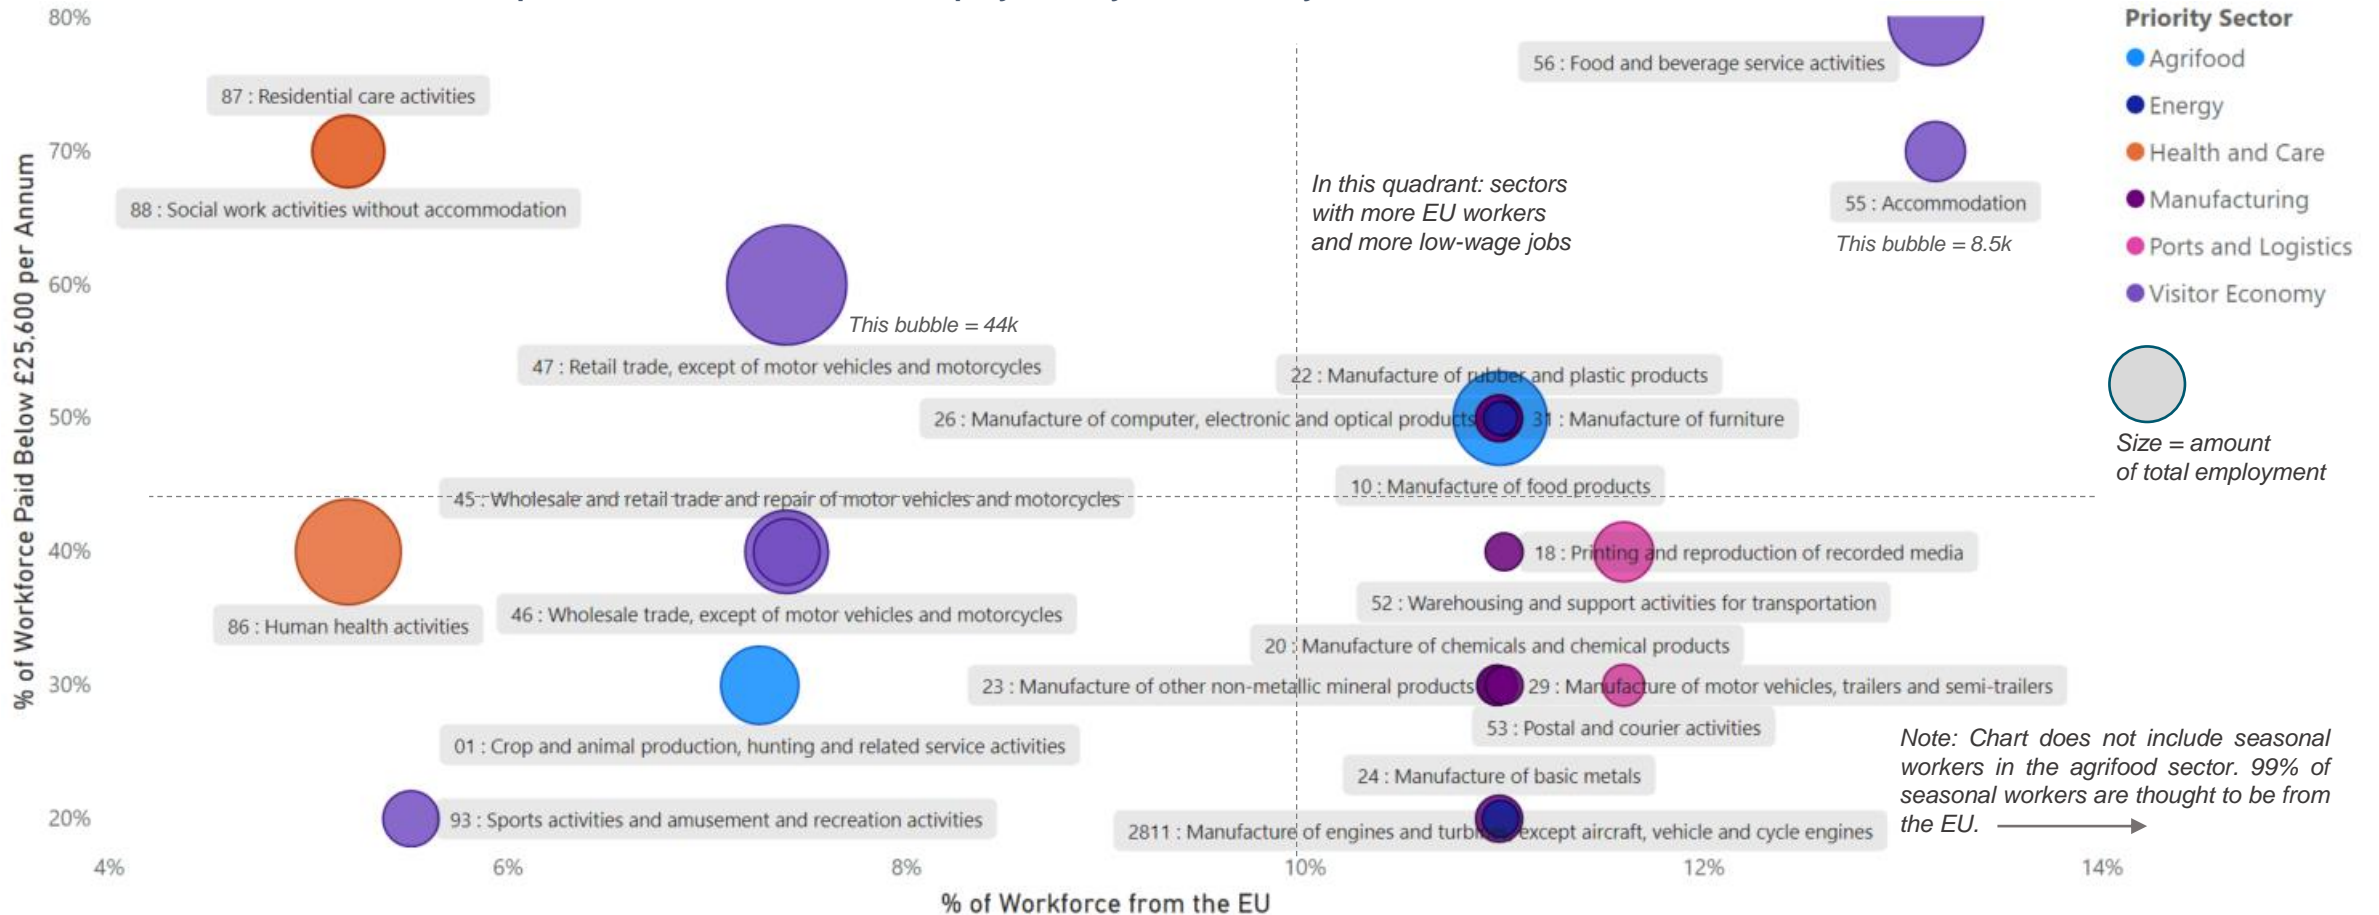 80%
70%
60%
50%
40%
30%
20%
% of Workforce Paid Below £25,600 per Annum
4%
6%
8%
10%
12%
14%
% of Workforce from the EU
87 : Residential care activities
88 : Social work activities without accommodation
This bubble = 44k
47 : Retail trade, except of motor vehicles and motorcycles
56 : Food and beverage service activities
In this quadrant: sectors
with more EU workers
and more low-wage jobs
55 : Accommodation
This bubble = 8.5k
22 : Manufacture of rubber and plastic products
26 : Manufacture of computer, electronic and optical products
31 : Manufacture of furniture
10 : Manufacture of food products
45 : Wholesale and retail trade and repair of motor vehicles and motorcycles
86 : Human health activities
46 : Wholesale trade, except of motor vehicles and motorcycles
18 : Printing and reproduction of recorded media
52 : Warehousing and support activities for transportation
20 : Manufacture of chemicals and chemical products
23 : Manufacture of other non-metallic mineral products
29 : Manufacture of motor vehicles, trailers and semi-trailers
53 : Postal and courier activities
01 : Crop and animal production, hunting and related service activities
24 : Manufacture of basic metals
93 : Sports activities and amusement and recreation activities
2811 : Manufacture of engines and turbines, except aircraft, vehicle and cycle engines
Priority Sector
Agrifood
Energy
Health and Care
Manufacturing
Ports and Logistics
Visitor Economy
Size = amount
of total employment
Note: Chart does not include seasonal
workers in the agrifood sector. 99% of
seasonal workers are thought to be from
the EU.